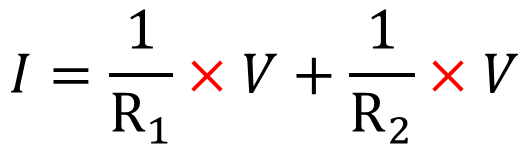 I = 1/R₁ × V + 1/R₂ × V